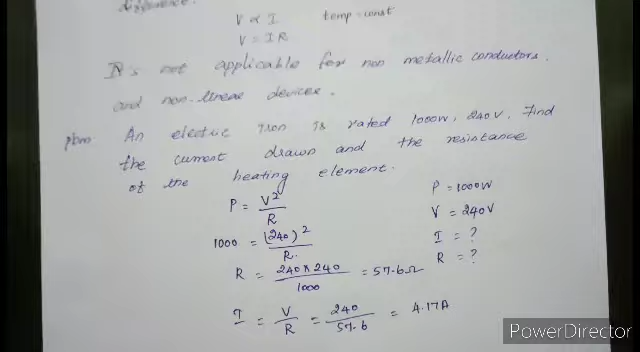 difference.
V ∝ I    temp = const
V = IR
It's not applicable for non metallic conductors.
and non-linear devices.
pbm An electric iron is rated 1000W, 240V. Find
the current drawn and the resistance
of the heating element.
P = V²/R    P = 1000W
1000 = (240)²/R.    V = 240V
I = ?
R = 240×240/1000 = 57.6Ω    R = ?
I = V/R = 240/57.6 = 4.17A
PowerDirector